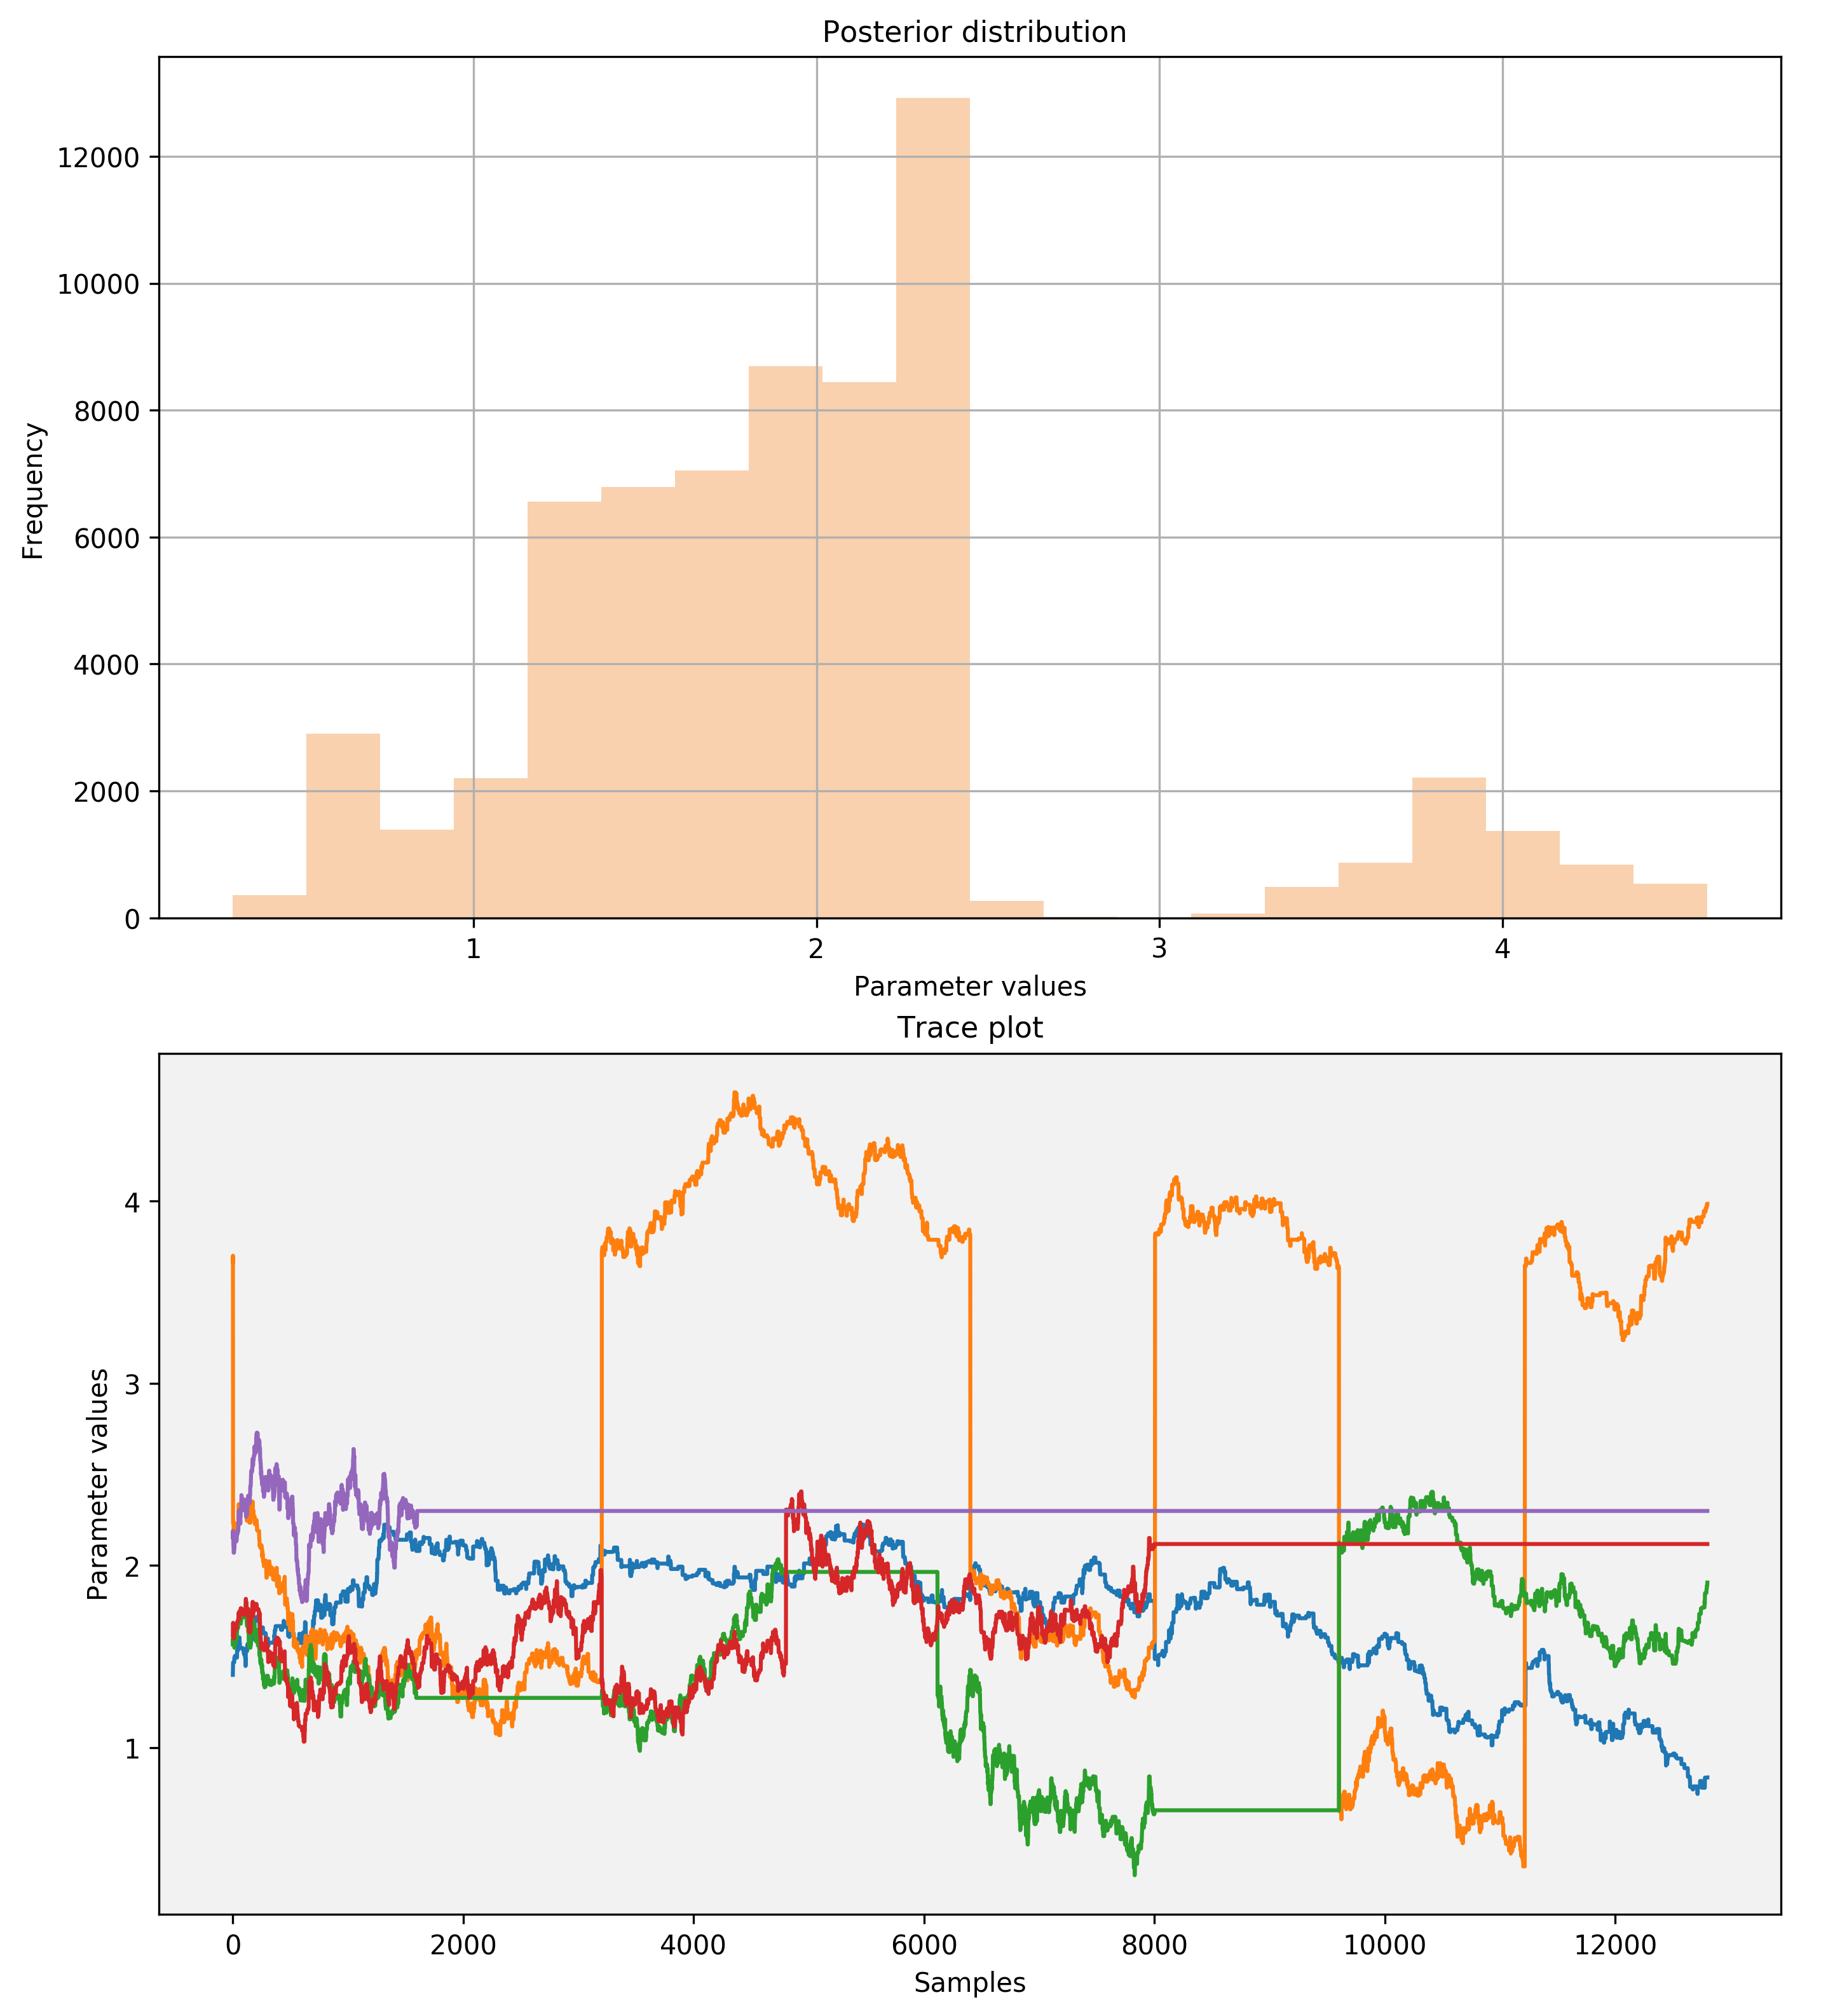 Posterior distribution
12000
10000
8000
6000
4000
2000
0
Frequency
1 2 3 4
Parameter values
Trace plot
4
3
2
1
Parameter values
0 2000 4000 6000 8000 10000 12000
Samples